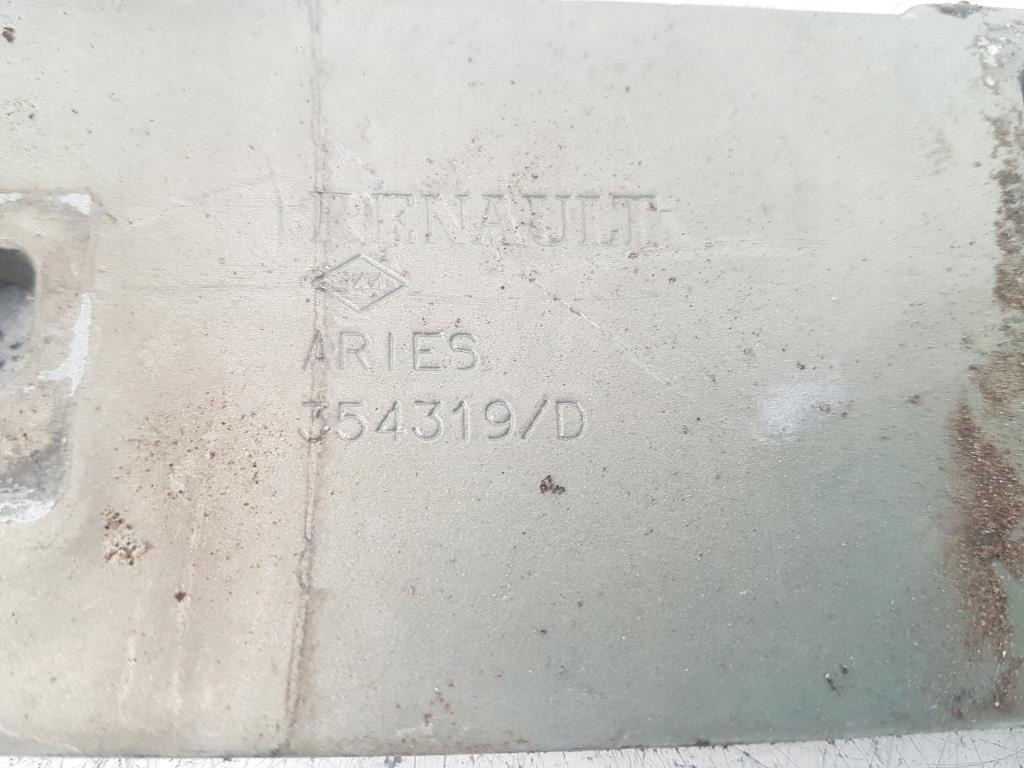 RENAULT
ARIES
354319/D